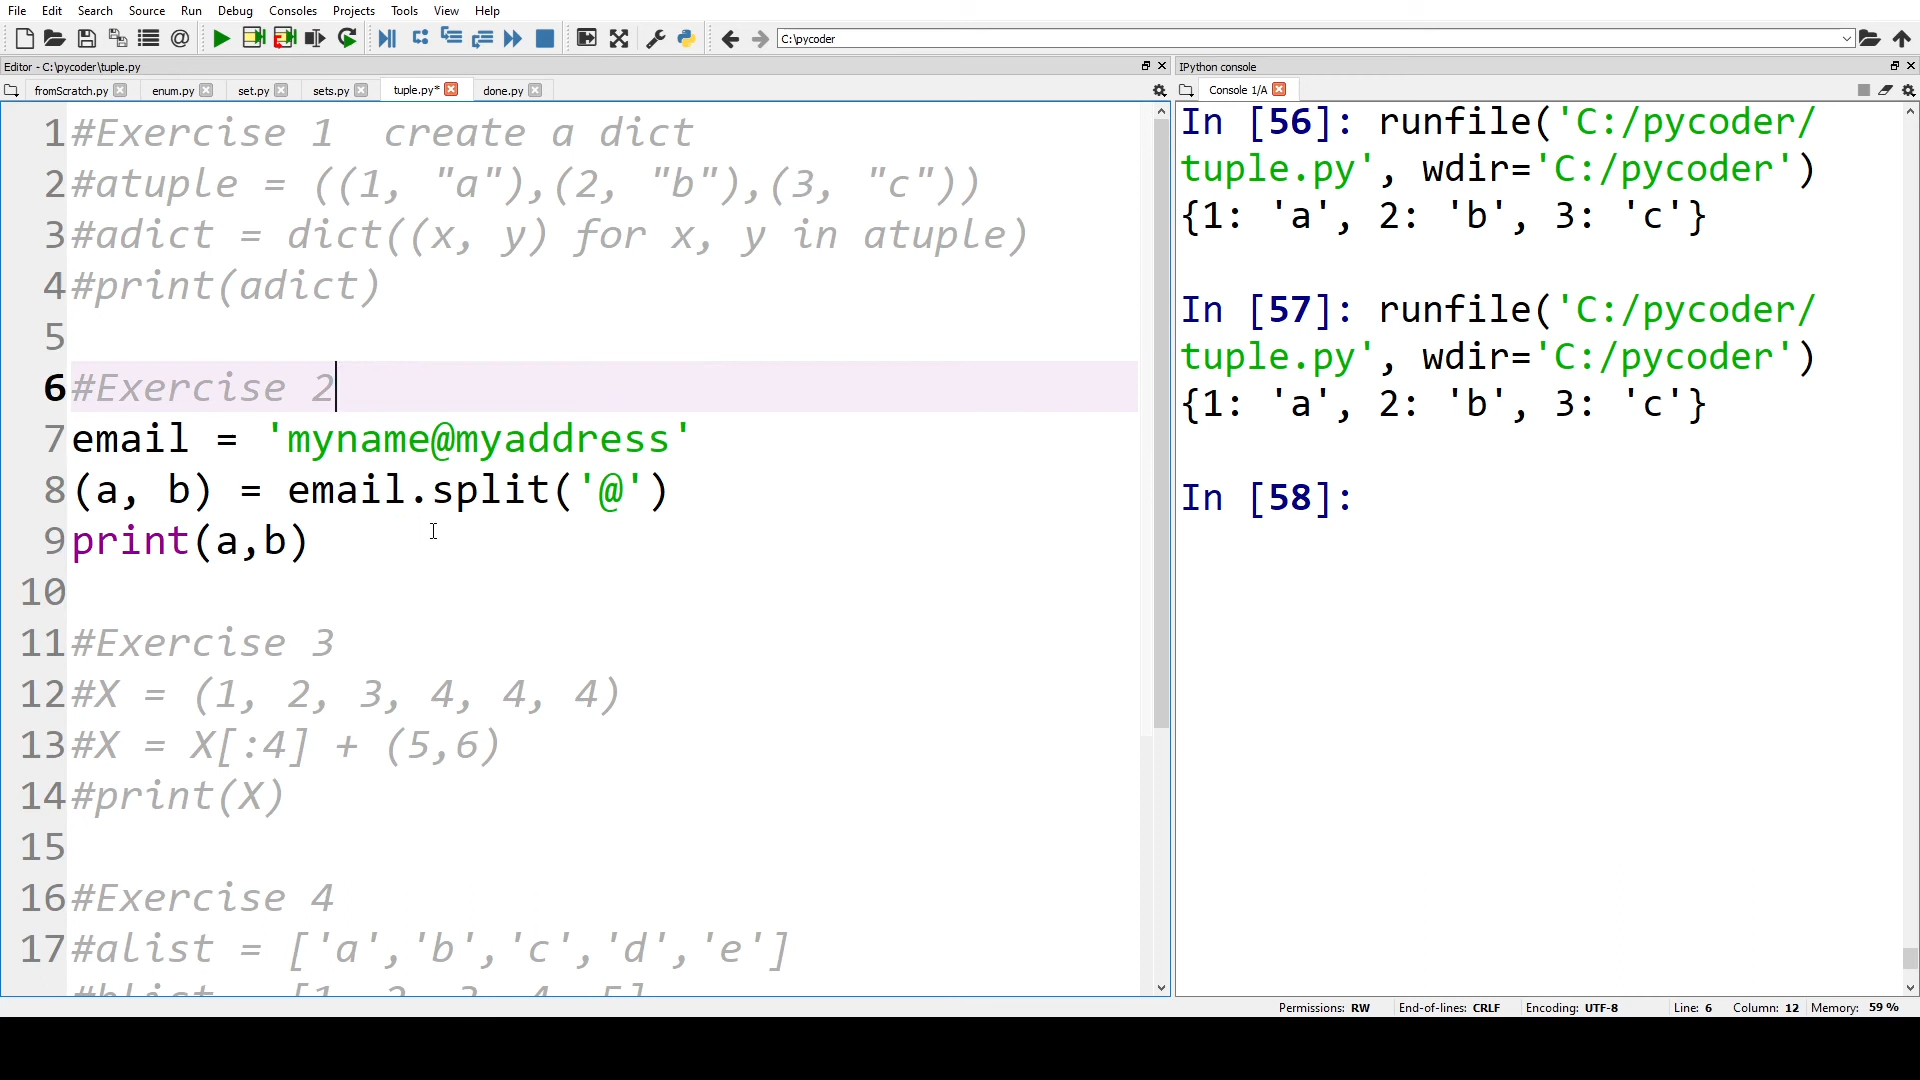 File Edit Search Source Run Debug Consoles Projects Tools View Help
C:\pycoder
Editor - C:\pycoder\tuple.py
IPython console
fromScratch.py enum.py set.py sets.py tuple.py* done.py
Console 1/A
1 #Exercise 1  create a dict
2 #atuple = ((1, "a"),(2, "b"),(3, "c"))
3 #adict = dict((x, y) for x, y in atuple)
4 #print(adict)
5
6 #Exercise 2
7 email = 'myname@myaddress'
8 (a, b) = email.split('@')
9 print(a,b)
10
11 #Exercise 3
12 #X = (1, 2, 3, 4, 4, 4)
13 #X = X[:4] + (5,6)
14 #print(X)
15
16 #Exercise 4
17 #alist = ['a','b','c','d','e']
In [56]: runfile('C:/pycoder/
tuple.py', wdir='C:/pycoder')
{1: 'a', 2: 'b', 3: 'c'}
In [57]: runfile('C:/pycoder/
tuple.py', wdir='C:/pycoder')
{1: 'a', 2: 'b', 3: 'c'}
In [58]:
Permissions: RW End-of-lines: CRLF Encoding: UTF-8 Line: 6 Column: 12 Memory: 59 %